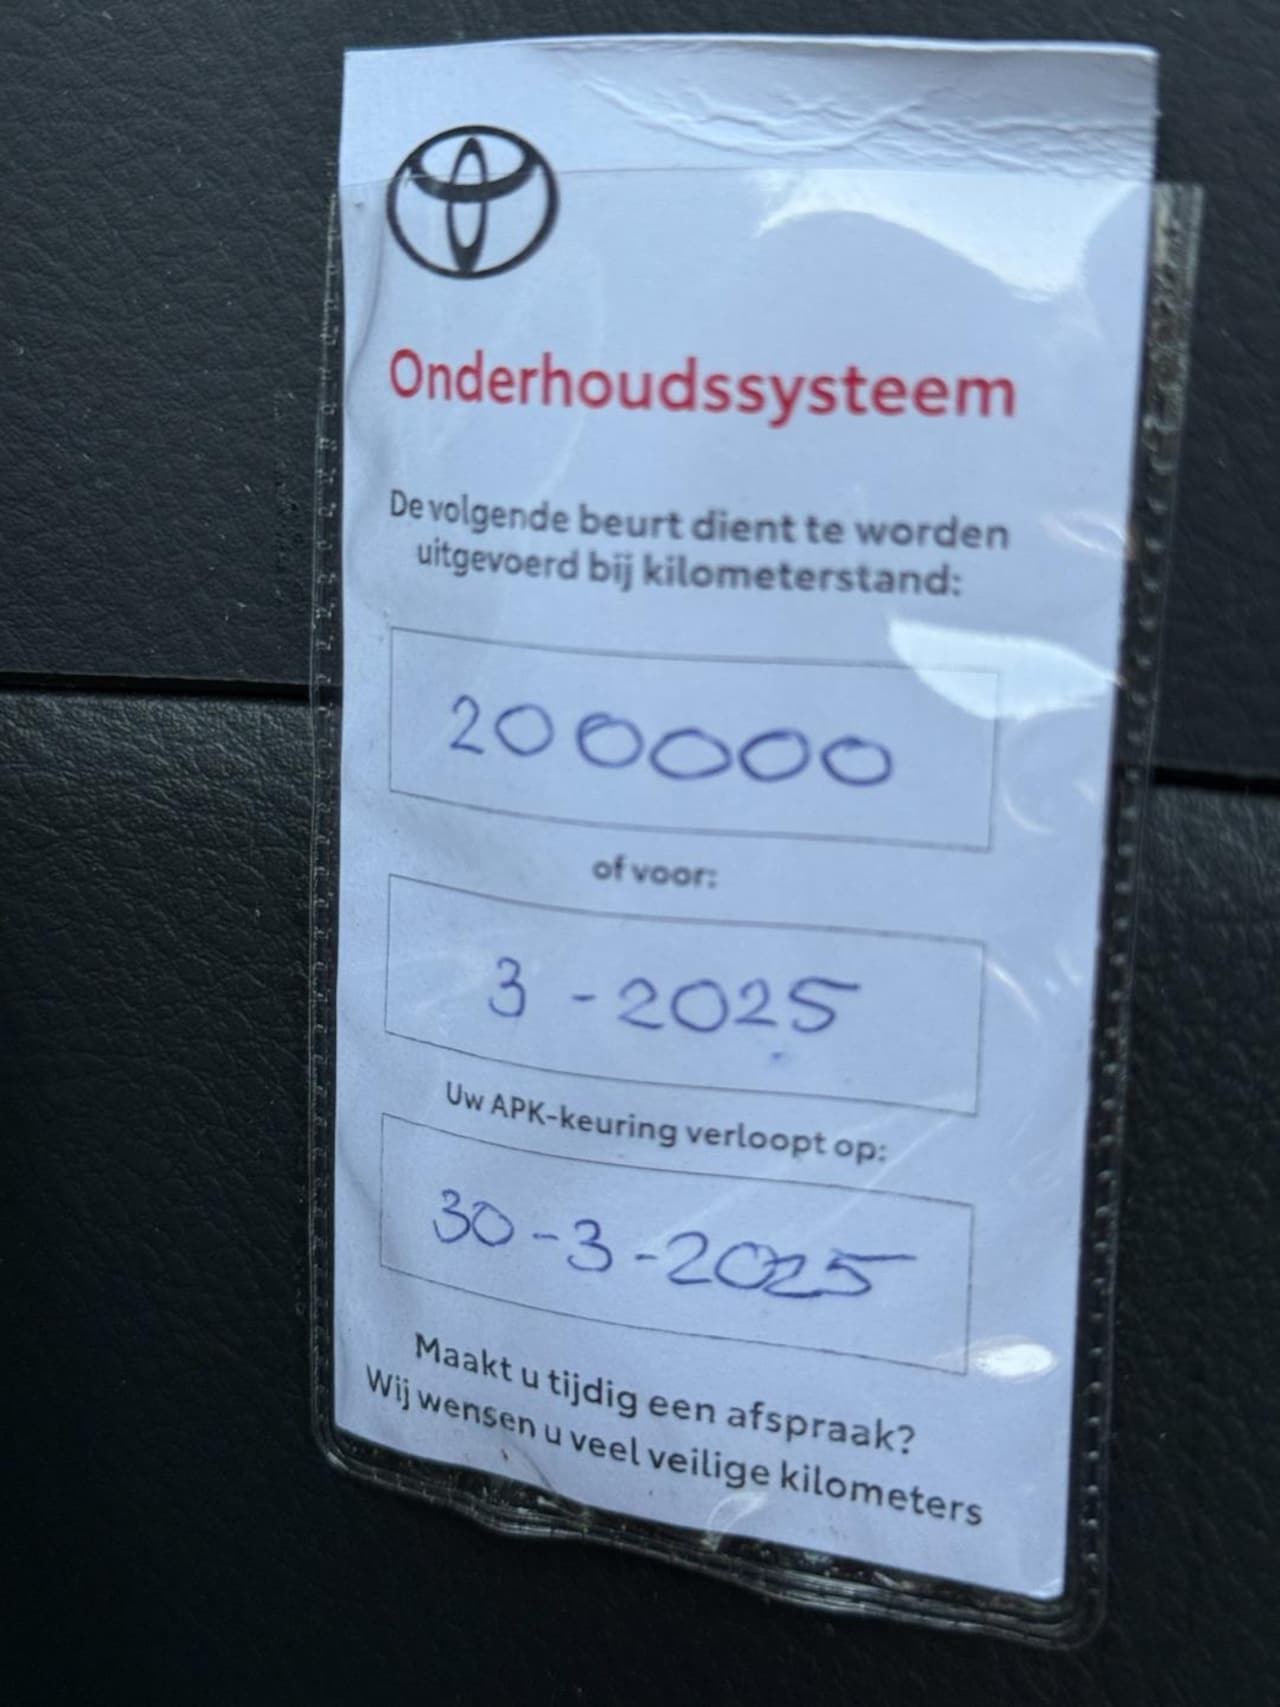 Onderhoudssysteem
De volgende beurt dient te worden
uitgevoerd bij kilometerstand:
200000
of voor:
3-2025
Uw APK-keuring verloopt op:
30-3-2025
Maakt u tijdig een afspraak?
Wij wensen u veel veilige kilometers